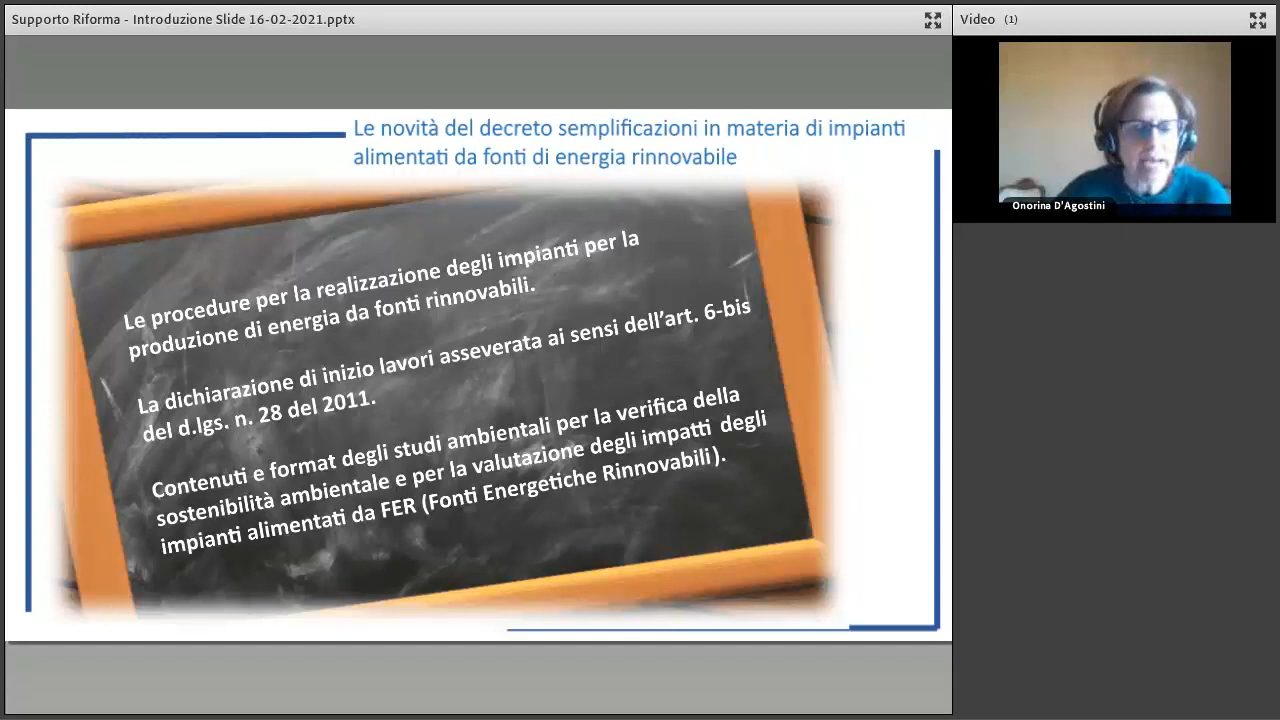 Supporto Riforma - Introduzione Slide 16-02-2021.pptx
Video (1)
Onorina D'Agostini
Le novità del decreto semplificazioni in materia di impianti
alimentati da fonti di energia rinnovabile
Le procedure per la realizzazione degli impianti per la
produzione di energia da fonti rinnovabili.
La dichiarazione di inizio lavori asseverata ai sensi dell'art. 6-bis
del d.lgs. n. 28 del 2011.
Contenuti e format degli studi ambientali per la verifica della
sostenibilità ambientale e per la valutazione degli impatti degli
impianti alimentati da FER (Fonti Energetiche Rinnovabili).